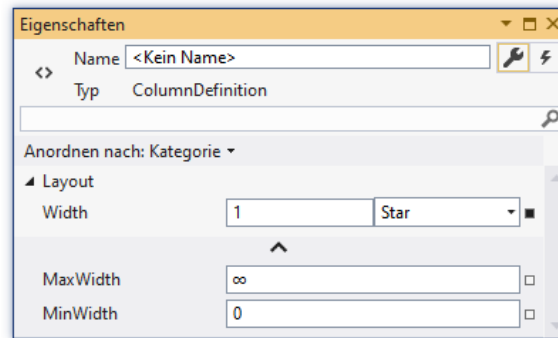 Eigenschaften
Name <Kein Name>
Typ ColumnDefinition
Anordnen nach: Kategorie
Layout
Width 1 Star
MaxWidth ∞
MinWidth 0